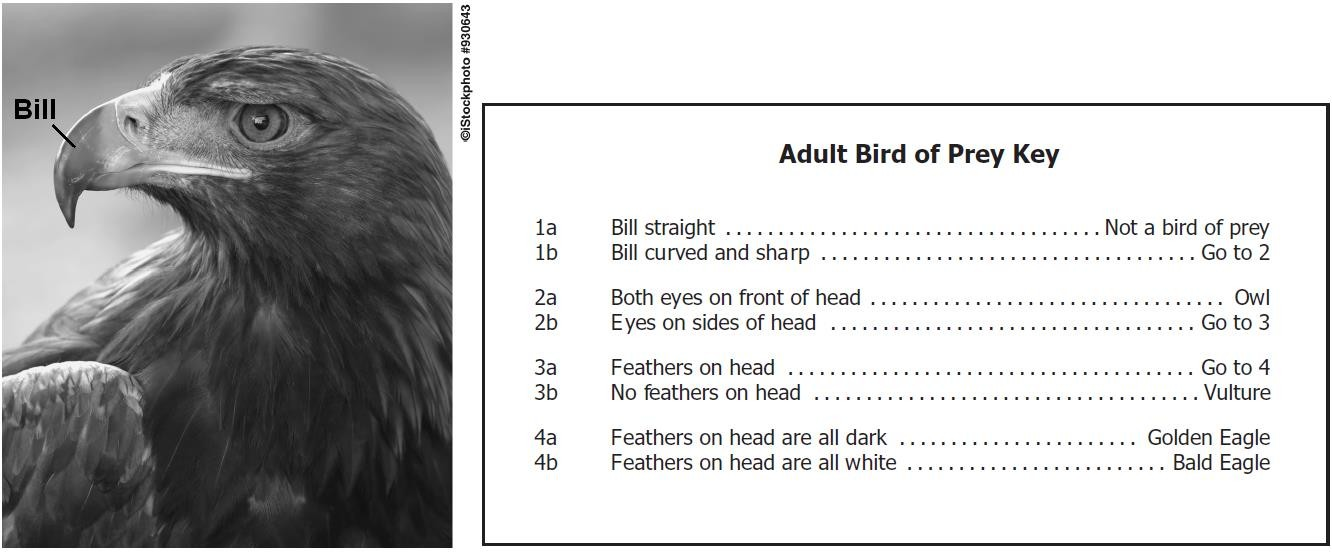 Bill
©iStockphoto #930643
Adult Bird of Prey Key
1a Bill straight ................................... Not a bird of prey
1b Bill curved and sharp ................................... Go to 2
2a Both eyes on front of head ................................. Owl
2b Eyes on sides of head .................................. Go to 3
3a Feathers on head ...................................... Go to 4
3b No feathers on head .................................... Vulture
4a Feathers on head are all dark ...................... Golden Eagle
4b Feathers on head are all white ........................ Bald Eagle